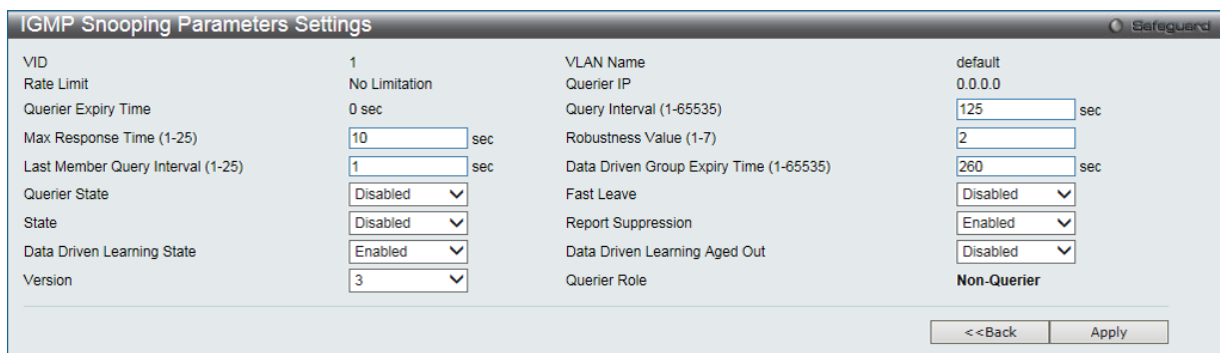 IGMP Snooping Parameters Settings Safeguard
VID 1 VLAN Name default
Rate Limit No Limitation Querier IP 0.0.0.0
Querier Expiry Time 0 sec Query Interval (1-65535) 125 sec
Max Response Time (1-25) 10 sec Robustness Value (1-7) 2
Last Member Query Interval (1-25) 1 sec Data Driven Group Expiry Time (1-65535) 260 sec
Querier State Disabled Fast Leave Disabled
State Disabled Report Suppression Enabled
Data Driven Learning State Enabled Data Driven Learning Aged Out Disabled
Version 3 Querier Role Non-Querier
<<Back Apply